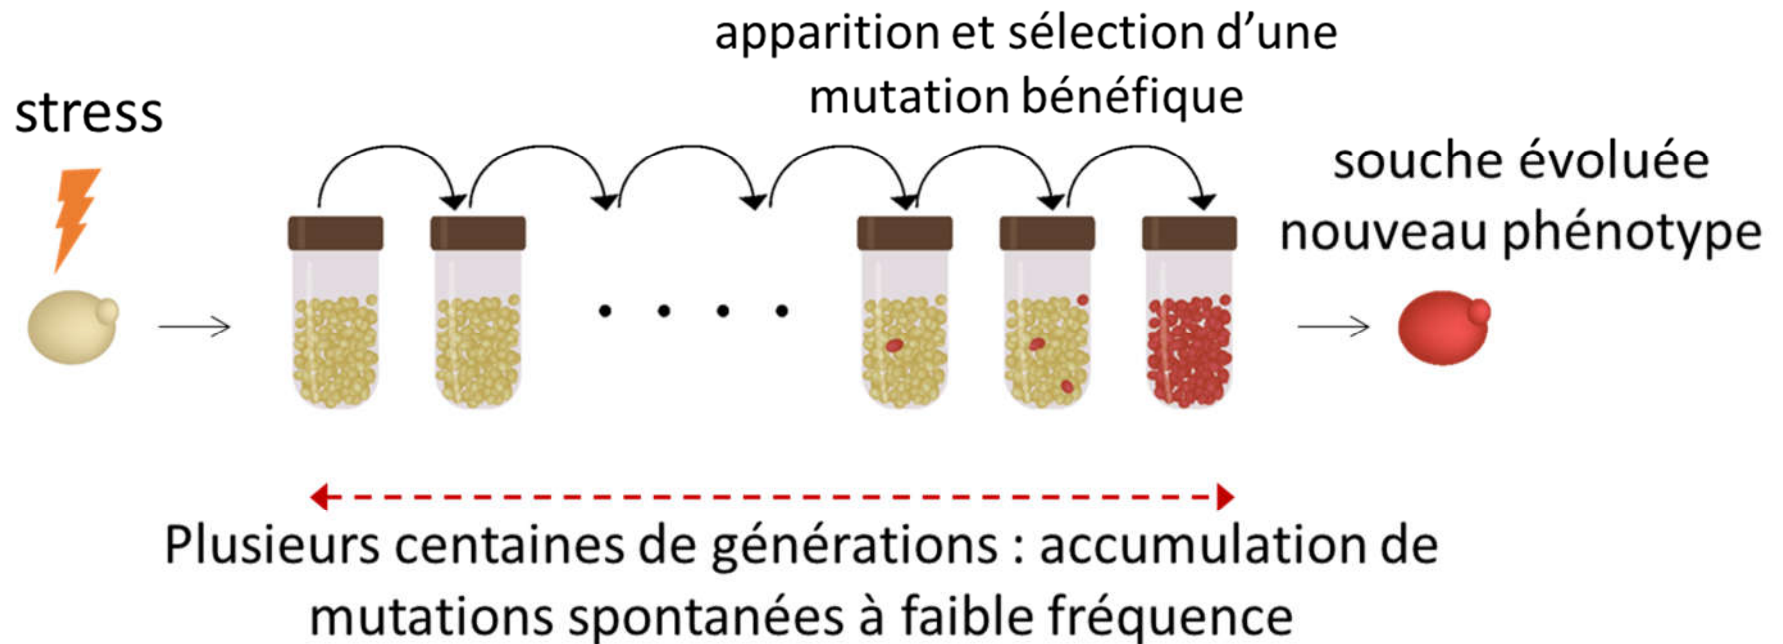 stress
apparition et sélection d’une
mutation bénéfique
souche évoluée
nouveau phénotype
Plusieurs centaines de générations : accumulation de
mutations spontanées à faible fréquence